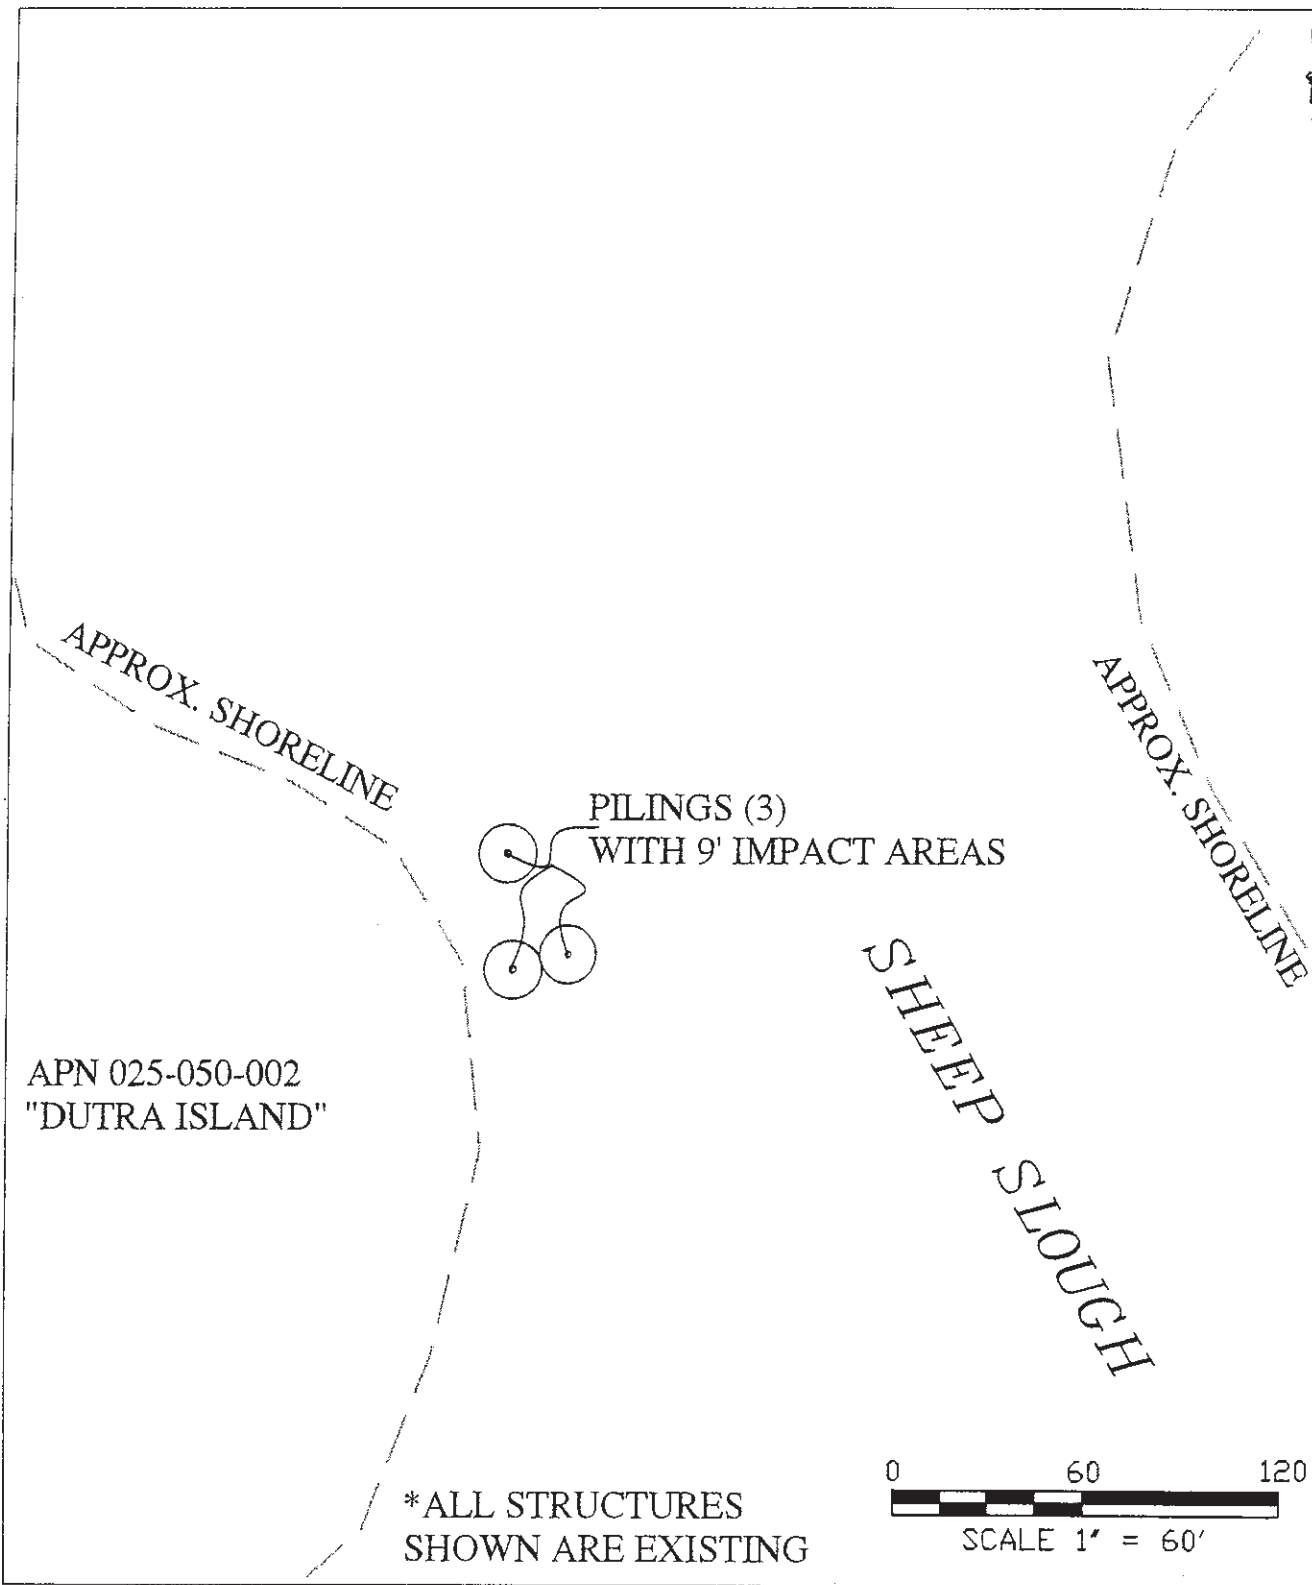 APPROX. SHORELINE
APPROX. SHORELINE
PILINGS (3)
WITH 9' IMPACT AREAS
SHEEP SLOUGH
APN 025-050-002
"DUTRA ISLAND"
*ALL STRUCTURES
SHOWN ARE EXISTING
0 60 120
SCALE 1" = 60'